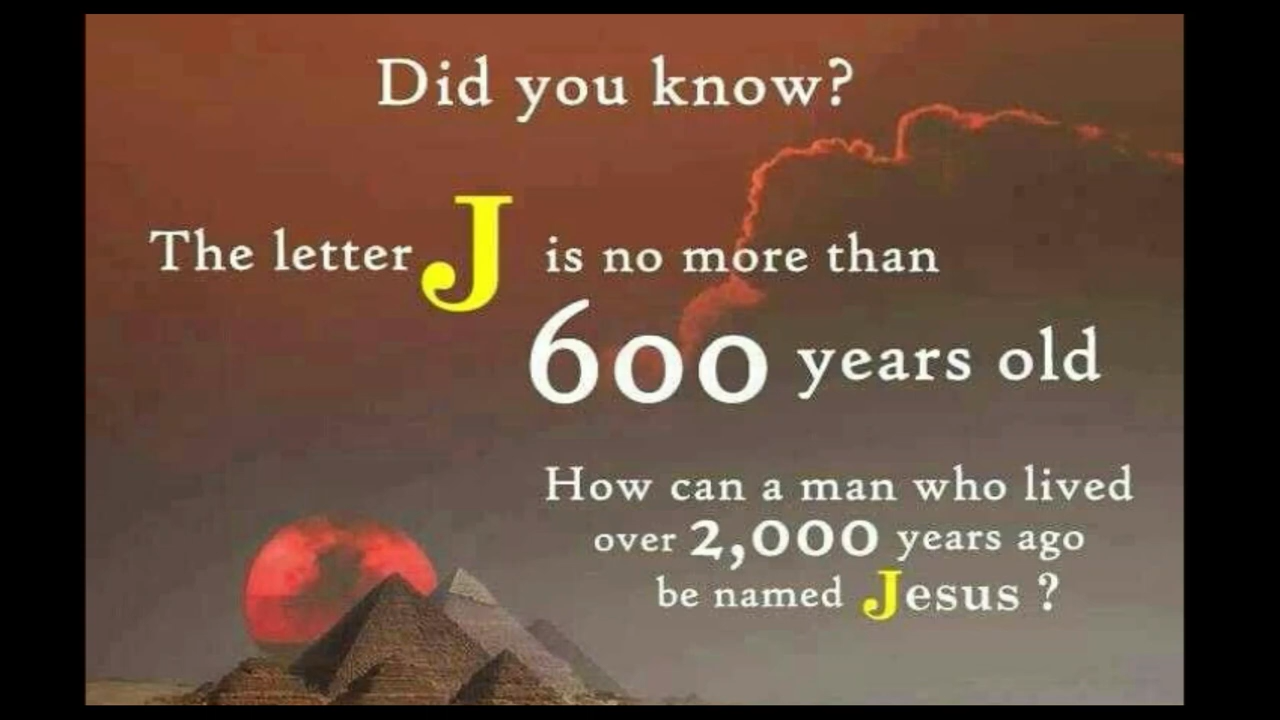 Did you know?
The letter J is no more than
600 years old
How can a man who lived
over 2,000 years ago
be named Jesus ?